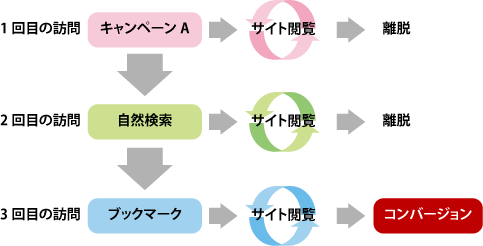 1回目の訪問 キャンペーン A サイト閲覧 離脱
2回目の訪問 自然検索 サイト閲覧 離脱
3回目の訪問 ブックマーク サイト閲覧 コンバージョン